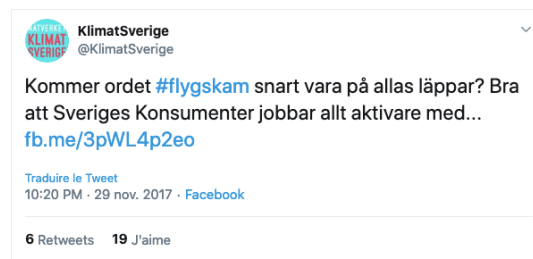 NÄTVERKET
KLIMAT
SVERIGE
KlimatSverige
@KlimatSverige
Kommer ordet #flygskam snart vara på allas läppar? Bra
att Sveriges Konsumenter jobbar allt aktivare med...
fb.me/3pWL4p2eo
Traduire le Tweet
10:20 PM · 29 nov. 2017 · Facebook
6 Retweets 19 J'aime